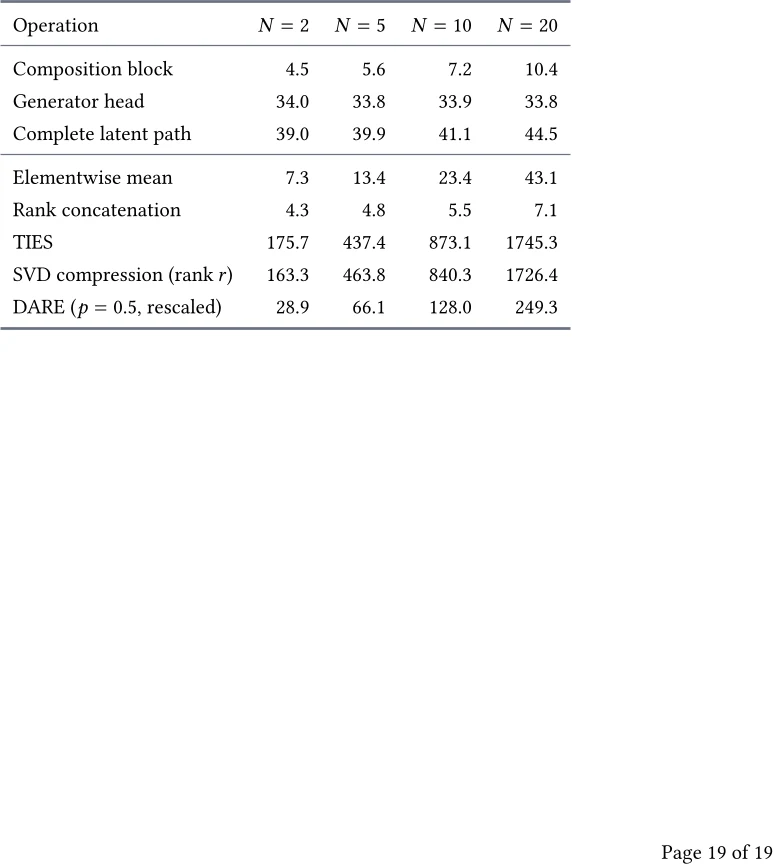 Operation N = 2 N = 5 N = 10 N = 20
Composition block 4.5 5.6 7.2 10.4
Generator head 34.0 33.8 33.9 33.8
Complete latent path 39.0 39.9 41.1 44.5
Elementwise mean 7.3 13.4 23.4 43.1
Rank concatenation 4.3 4.8 5.5 7.1
TIES 175.7 437.4 873.1 1745.3
SVD compression (rank r) 163.3 463.8 840.3 1726.4
DARE (p = 0.5, rescaled) 28.9 66.1 128.0 249.3
Page 19 of 19